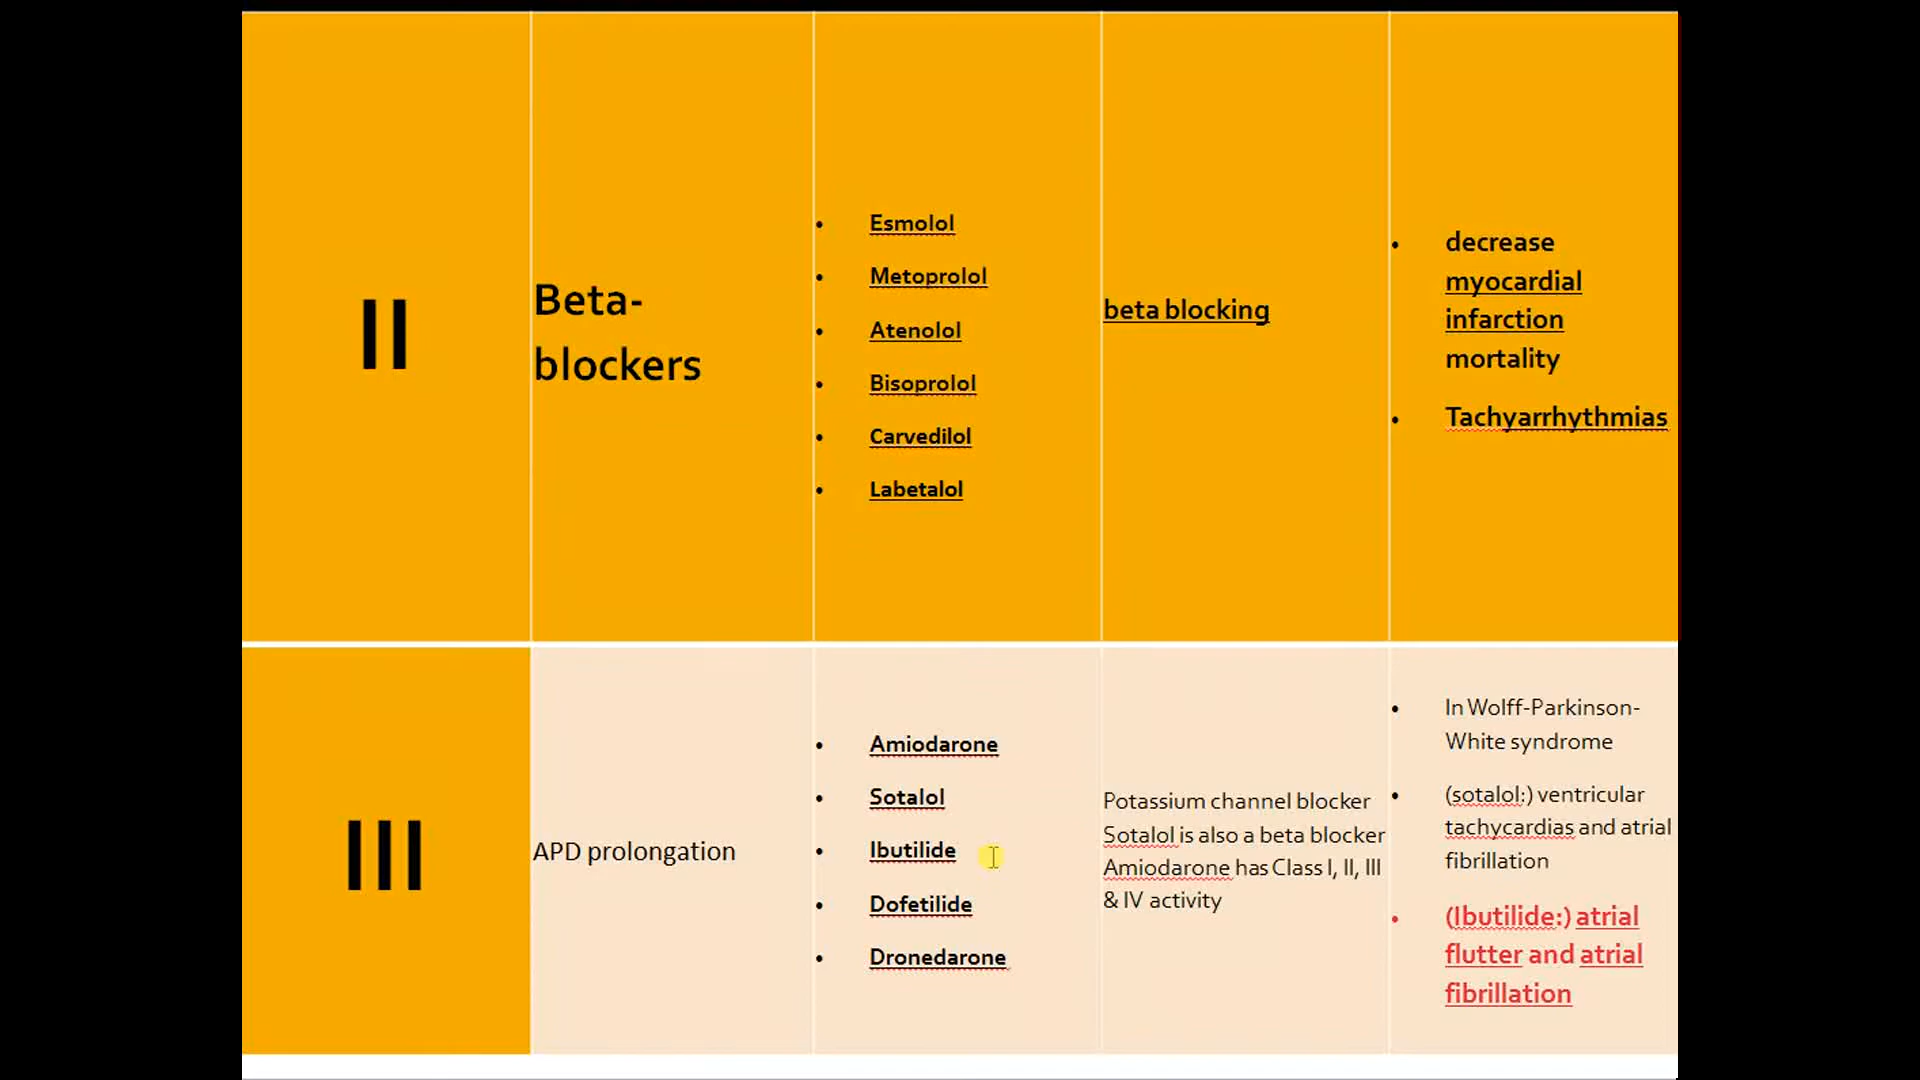 II
Beta-
blockers
• Esmolol
• Metoprolol
• Atenolol
• Bisoprolol
• Carvedilol
• Labetalol
beta blocking
• decrease
myocardial
infarction
mortality
• Tachyarrhythmias
III
APD prolongation
• Amiodarone
• Sotalol
• Ibutilide
• Dofetilide
• Dronedarone
Potassium channel blocker
Sotalol is also a beta blocker
Amiodarone has Class I, II, III
& IV activity
• In Wolff-Parkinson-
White syndrome
• (sotalol:) ventricular
tachycardias and atrial
fibrillation
• (Ibutilide:) atrial
flutter and atrial
fibrillation